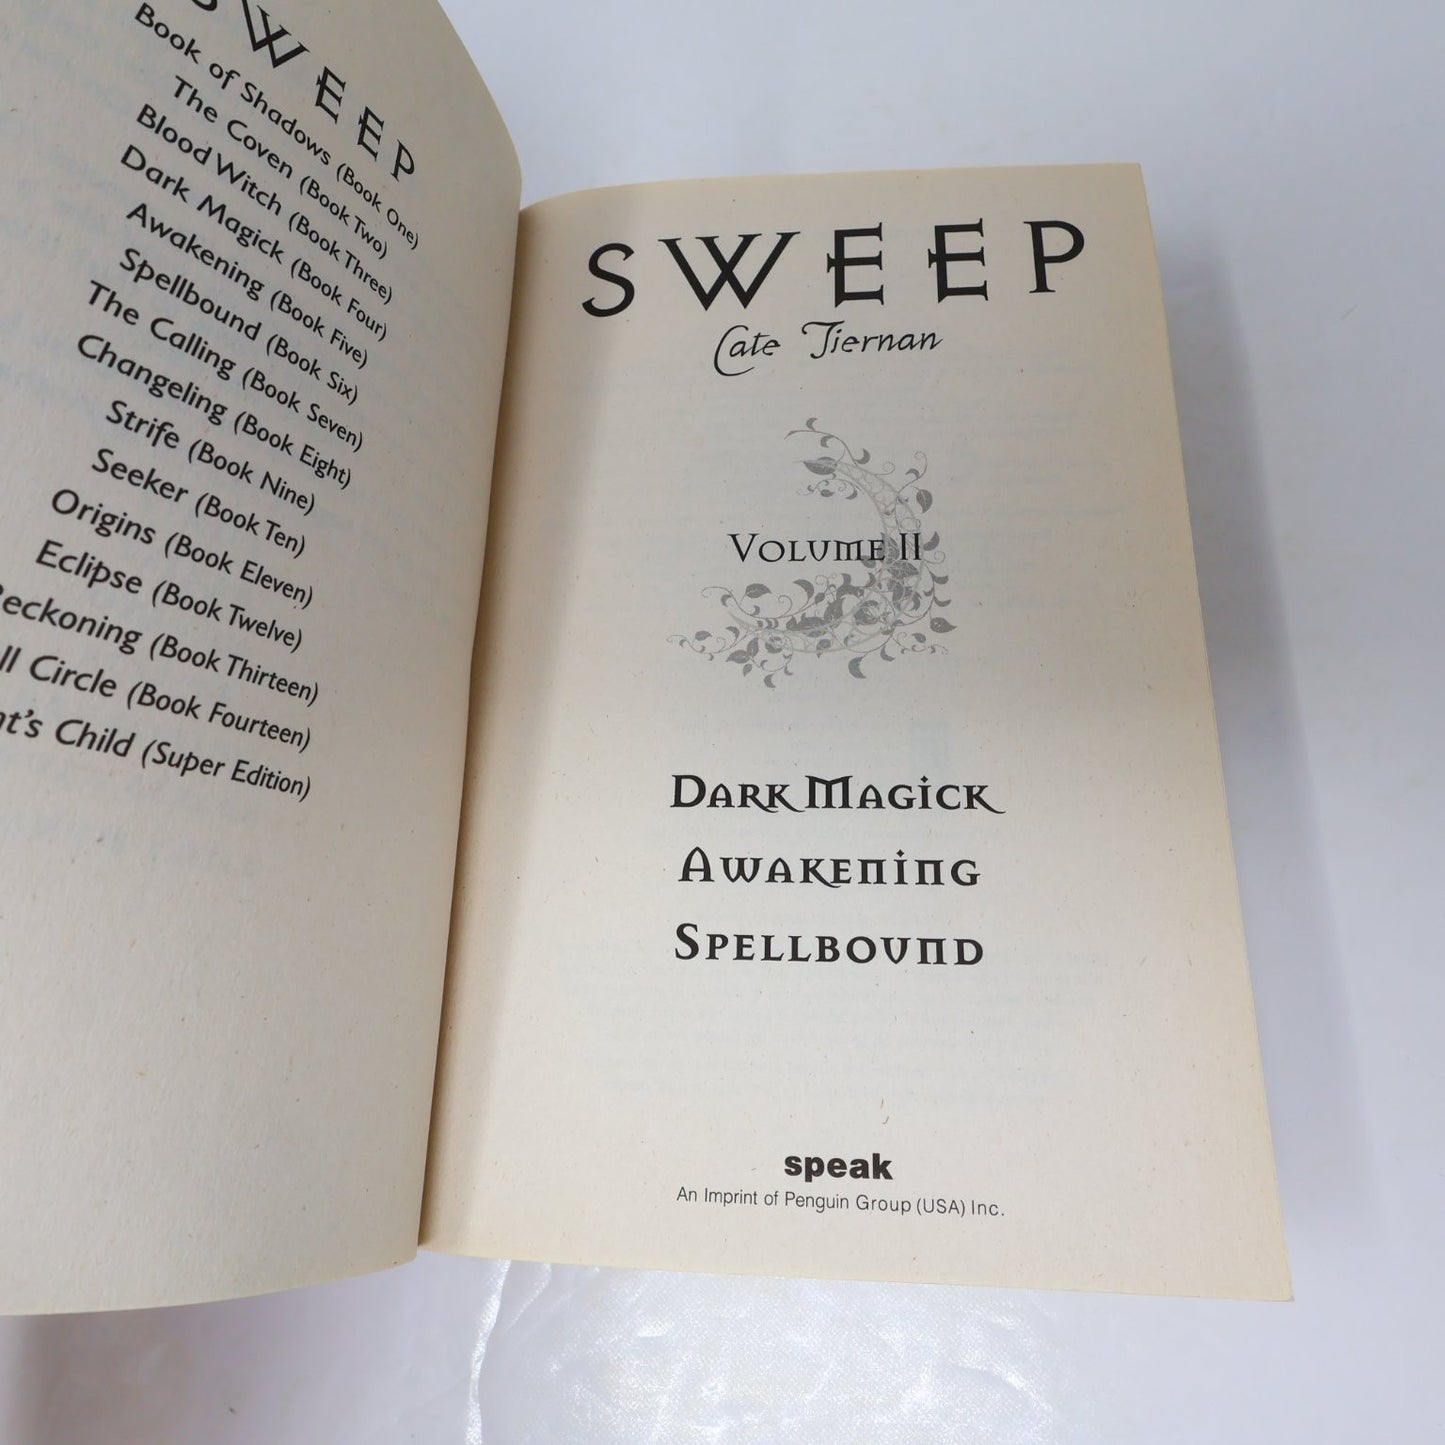 SWEEP
Book of Shadows (Book One)
The Coven (Book Two)
Blood Witch (Book Three)
Dark Magick (Book Four)
Awakening (Book Five)
Spellbound (Book Six)
The Calling (Book Seven)
Changeling (Book Eight)
Strife (Book Nine)
Seeker (Book Ten)
Origins (Book Eleven)
Eclipse (Book Twelve)
Reckoning (Book Thirteen)
Circle (Book Fourteen)
Child (Super Edition)
SWEEP
Cate Tiernan
VOLUME II
DARK MAGICK
AWAKENING
SPELLBOUND
speak
An Imprint of Penguin Group (USA) Inc.